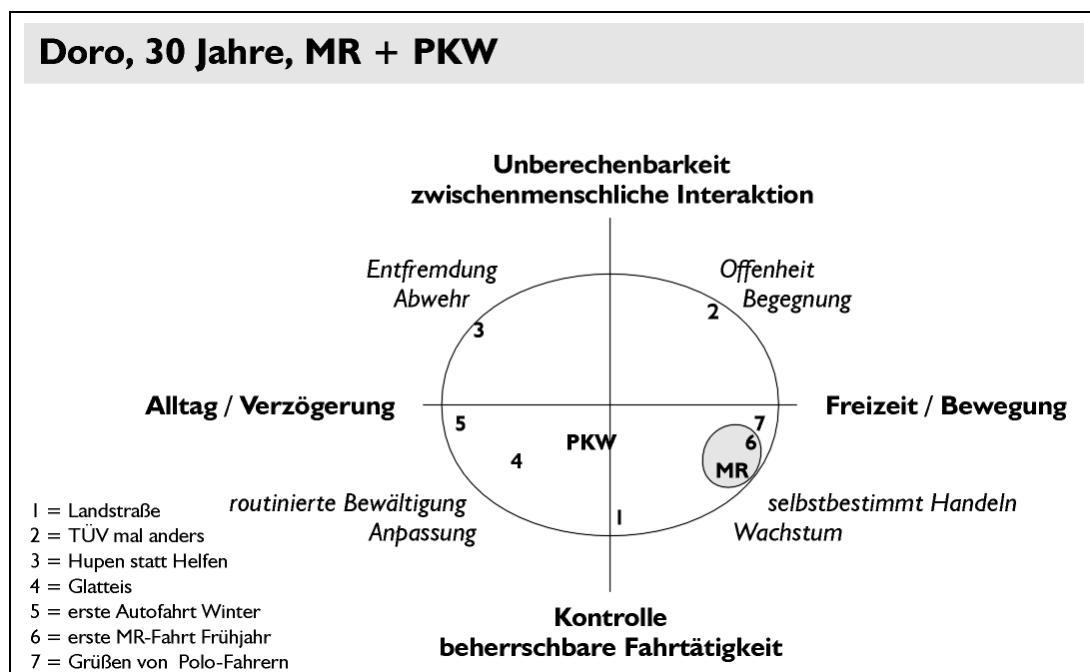 Doro, 30 Jahre, MR + PKW
Unberechenbarkeit
zwischenmenschliche Interaktion
Entfremdung
Abwehr
Offenheit
Begegnung
2
3
Alltag / Verzögerung
Freizeit / Bewegung
5
7
PKW
6
4
MR
routinierte Bewältigung
Anpassung
selbstbestimmt Handeln
Wachstum
1
1 = Landstraße
2 = TÜV mal anders
3 = Hupen statt Helfen
4 = Glatteis
5 = erste Autofahrt Winter
6 = erste MR-Fahrt Frühjahr
7 = Grüßen von Polo-Fahrern
Kontrolle
beherrschbare Fahrtätigkeit